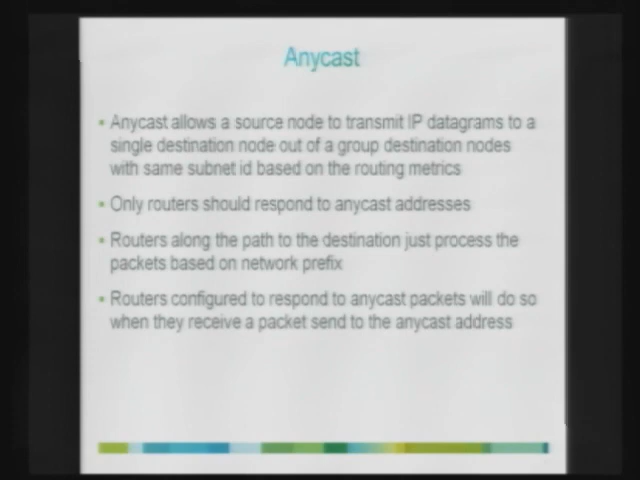 Anycast
Anycast allows a source node to transmit IP datagrams to a
single destination node out of a group destination nodes
with same subnet id based on the routing metrics
Only routers should respond to anycast addresses
Routers along the path to the destination just process the
packets based on network prefix
Routers configured to respond to anycast packets will do so
when they receive a packet send to the anycast address